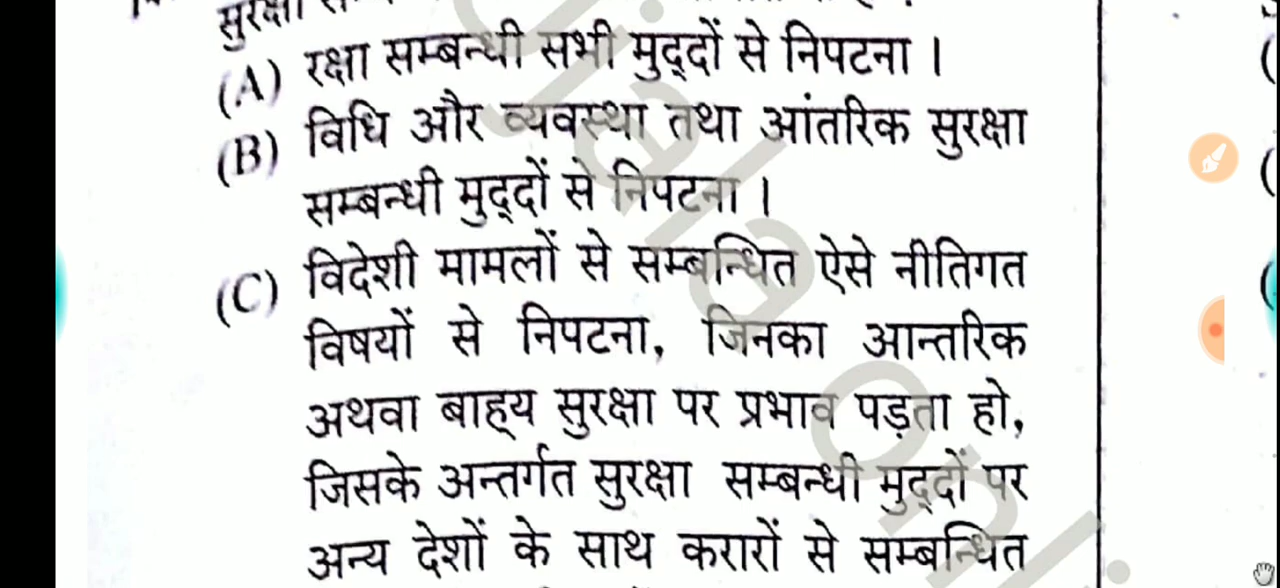 सुरक्षा
(A) रक्षा सम्बन्धी सभी मुद्दों से निपटना ।
(B) विधि और व्यवस्था तथा आंतरिक सुरक्षा
सम्बन्धी मुद्दों से निपटना ।
(C) विदेशी मामलों से सम्बन्धित ऐसे नीतिगत
विषयों से निपटना, जिनका आन्तरिक
अथवा बाह्य सुरक्षा पर प्रभाव पड़ता हो,
जिसके अन्तर्गत सुरक्षा सम्बन्धी मुद्दों पर
अन्य देशों के साथ करारों से सम्बन्धित